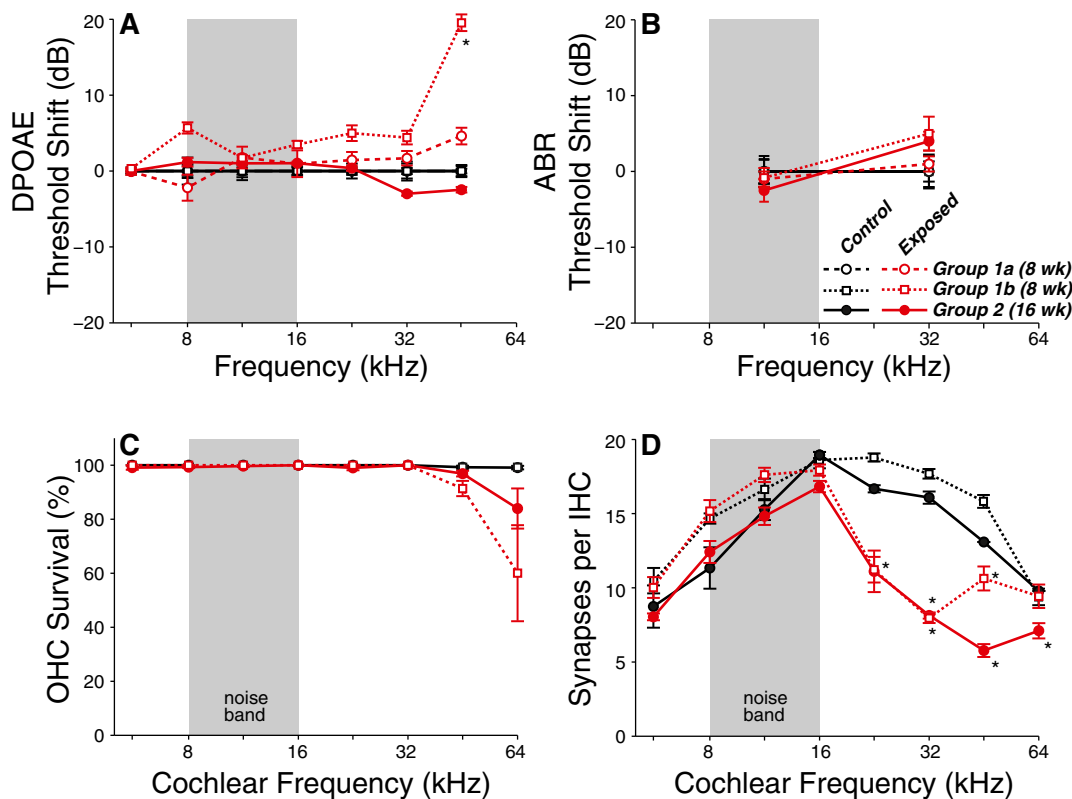 A
DPOAE
Threshold Shift (dB)
20
10
0
−10
−20
8
16
32
64
Frequency (kHz)
*
B
ABR
Threshold Shift (dB)
20
10
0
−10
−20
8
16
32
64
Frequency (kHz)
Control
Exposed
Group 1a (8 wk)
Group 1b (8 wk)
Group 2 (16 wk)
C
OHC Survival (%)
100
80
60
40
20
0
noise
band
8
16
32
64
Cochlear Frequency (kHz)
D
Synapses per IHC
20
15
10
5
0
noise
band
*
*
*
*
*
*
8
16
32
64
Cochlear Frequency (kHz)